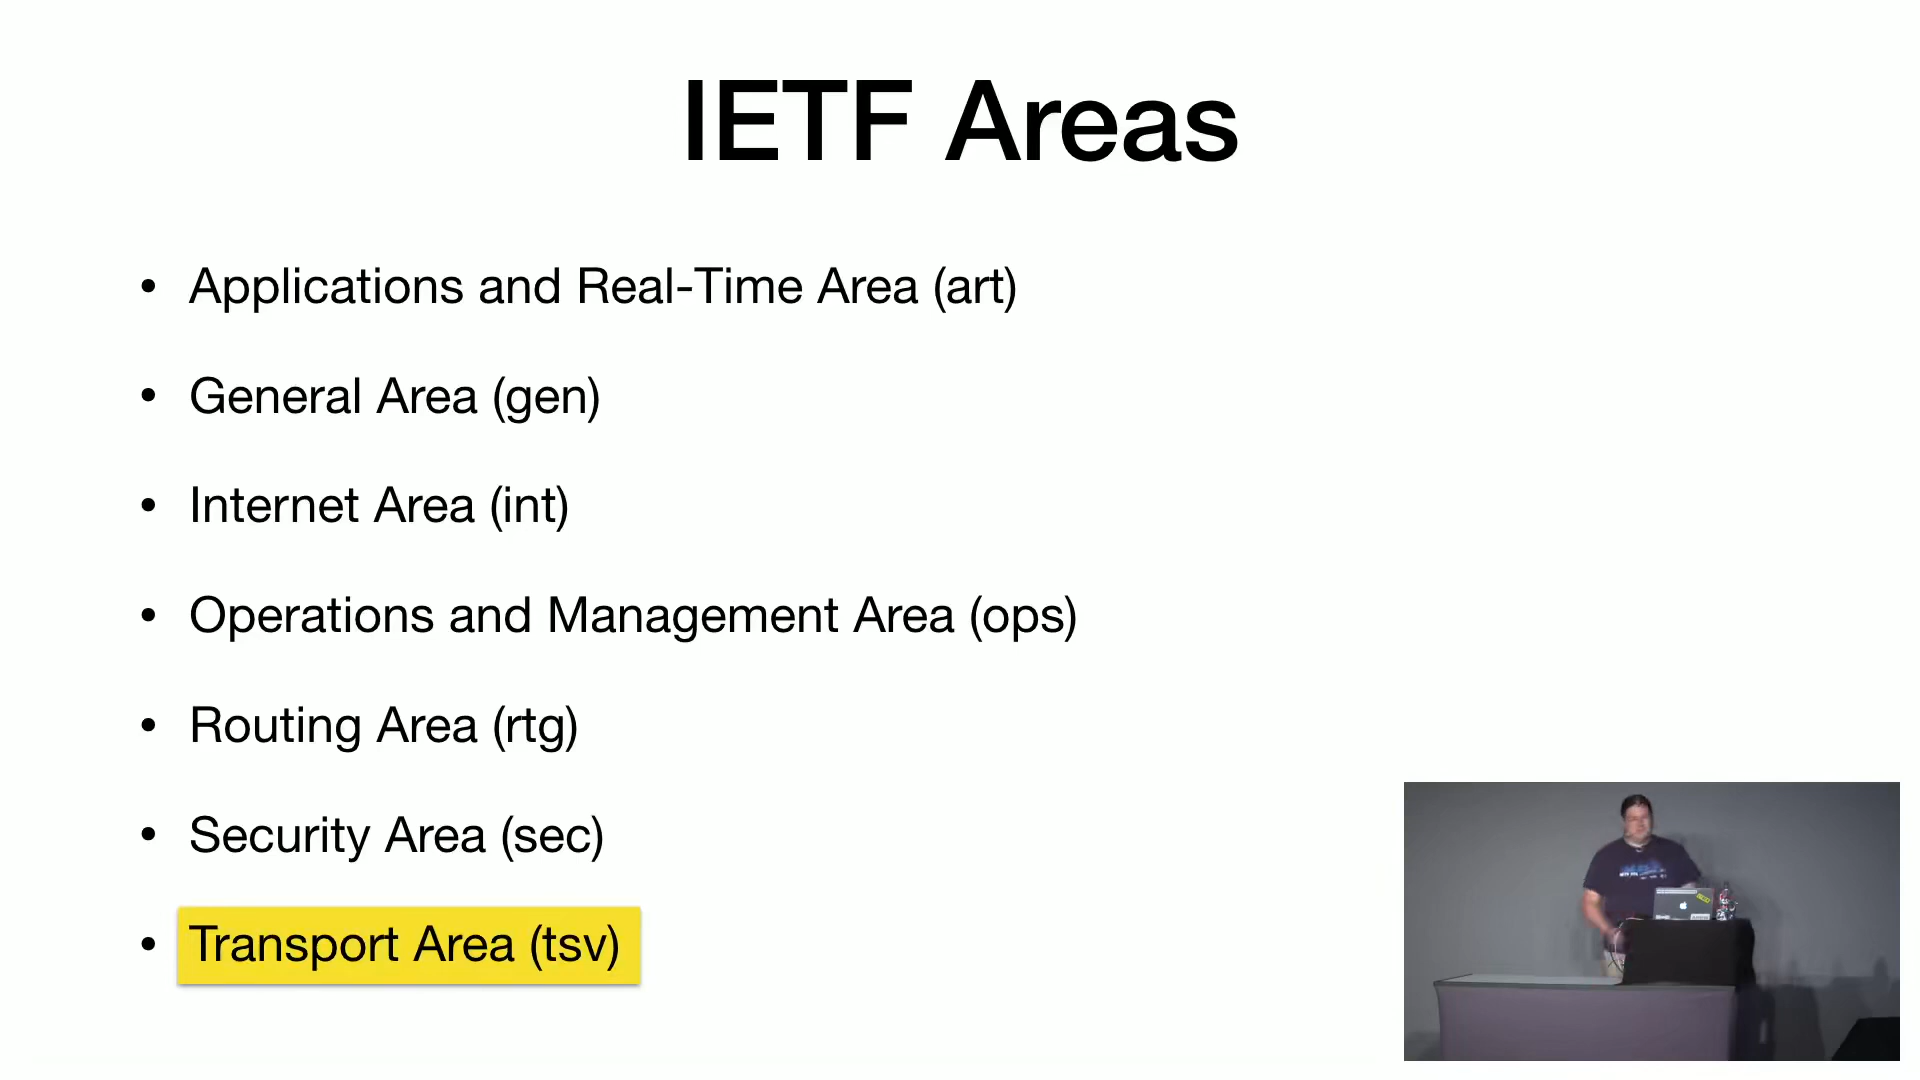 IETF Areas
• Applications and Real-Time Area (art)
• General Area (gen)
• Internet Area (int)
• Operations and Management Area (ops)
• Routing Area (rtg)
• Security Area (sec)
• Transport Area (tsv)